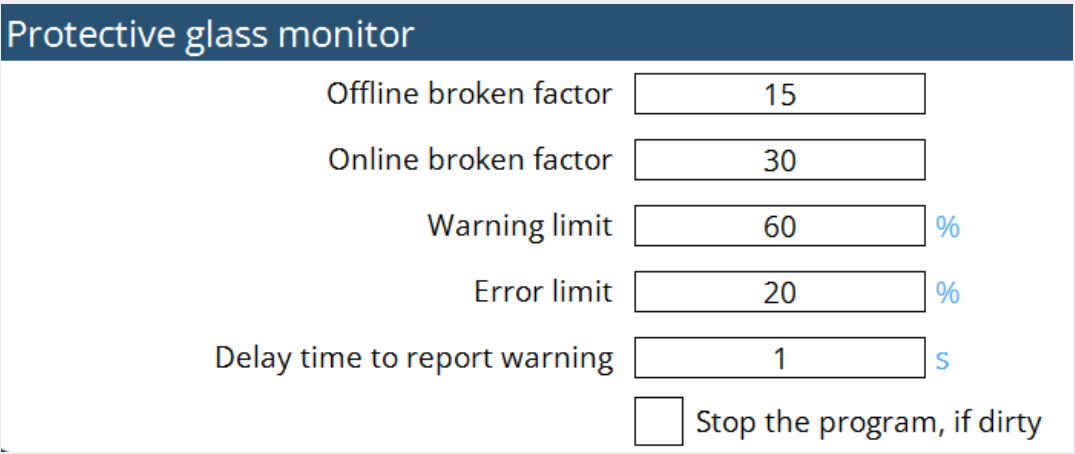 Protective glass monitor
Offline broken factor 15
Online broken factor 30
Warning limit 60 %
Error limit 20 %
Delay time to report warning 1 s
Stop the program, if dirty